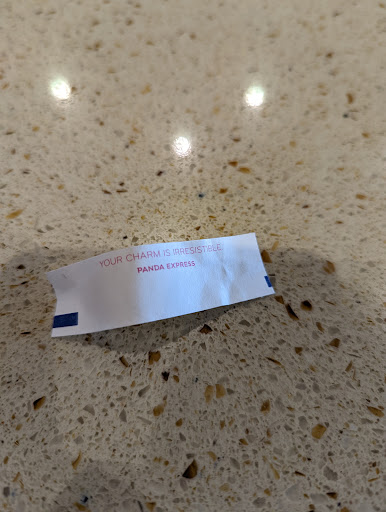 YOUR CHARM IS IRRESISTIBLE.
PANDA EXPRESS